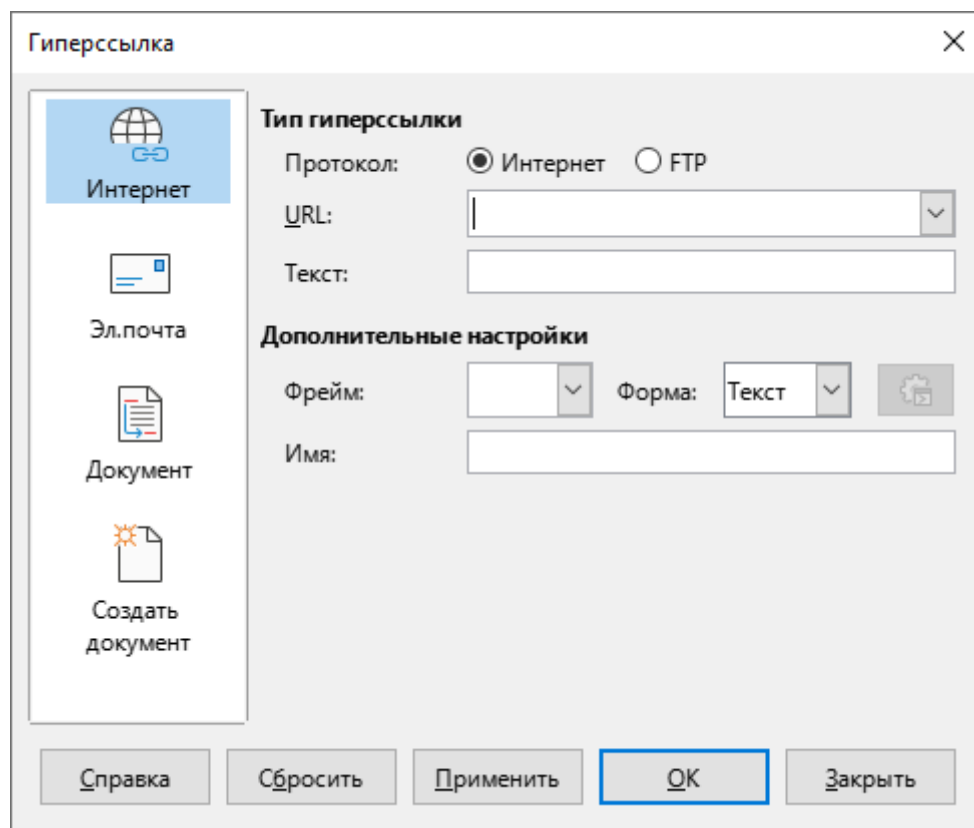 Гиперссылка
Интернет
Эл.почта
Документ
Создать
документ
Тип гиперссылки
Протокол: Интернет FTP
URL:
Текст:
Дополнительные настройки
Фрейм: Форма: Текст
Имя:
Справка Сбросить Применить OK Закрыть